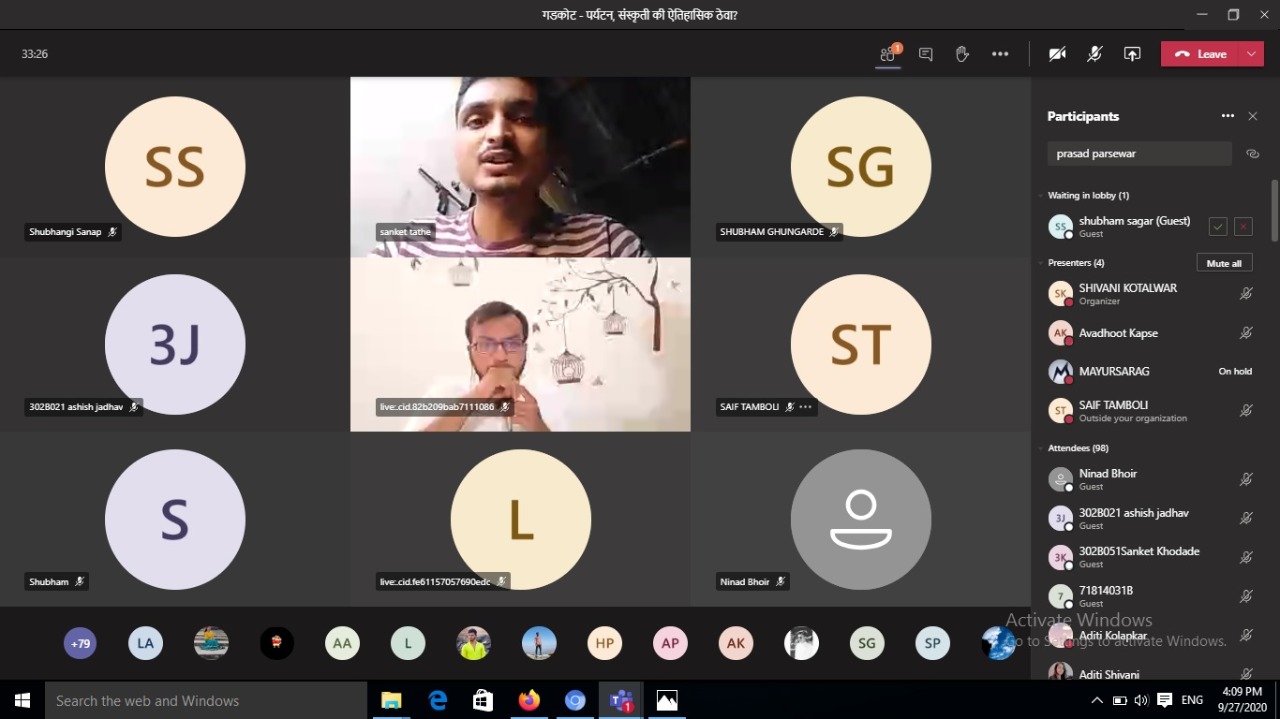 गडकोट - पर्यटन, संस्कृती की ऐतिहासिक ठेवा?
33:26
1
Leave
SS
Shubhangi Sanap
sanket tathe
SG
SHUBHAM GHUNGARDE
3J
302B021 ashish jadhav
live:.cid.82b209bab7111086
ST
SAIF TAMBOLI
S
Shubham
L
live:.cid.fe61157057690edc
Ninad Bhoir
+79
LA
AA
L
HP
AP
AK
SG
SP
Participants
prasad parsewar
Waiting in lobby (1)
SS
shubham sagar (Guest)
Guest
Presenters (4)
Mute all
SK
SHIVANI KOTALWAR
Organizer
AK
Avadhoot Kapse
MAYURSARAG
On hold
ST
SAIF TAMBOLI
Outside your organization
Attendees (98)
Ninad Bhoir
Guest
3J
302B021 ashish jadhav
Guest
3K
302B051Sanket Khodade
Guest
7
71814031B
Guest
Activate Windows
Aditi Kolapkar
Go to Settings to activate Windows.
Aditi Shivani
Search the web and Windows
1
ENG
4:09 PM
9/27/2020